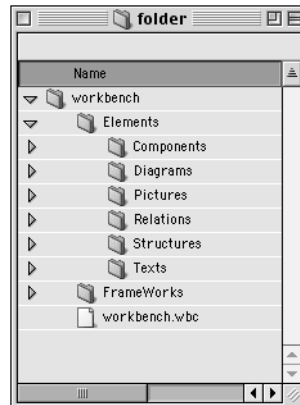 folder
Name
workbench
Elements
Components
Diagrams
Pictures
Relations
Structures
Texts
FrameWorks
workbench.wbc